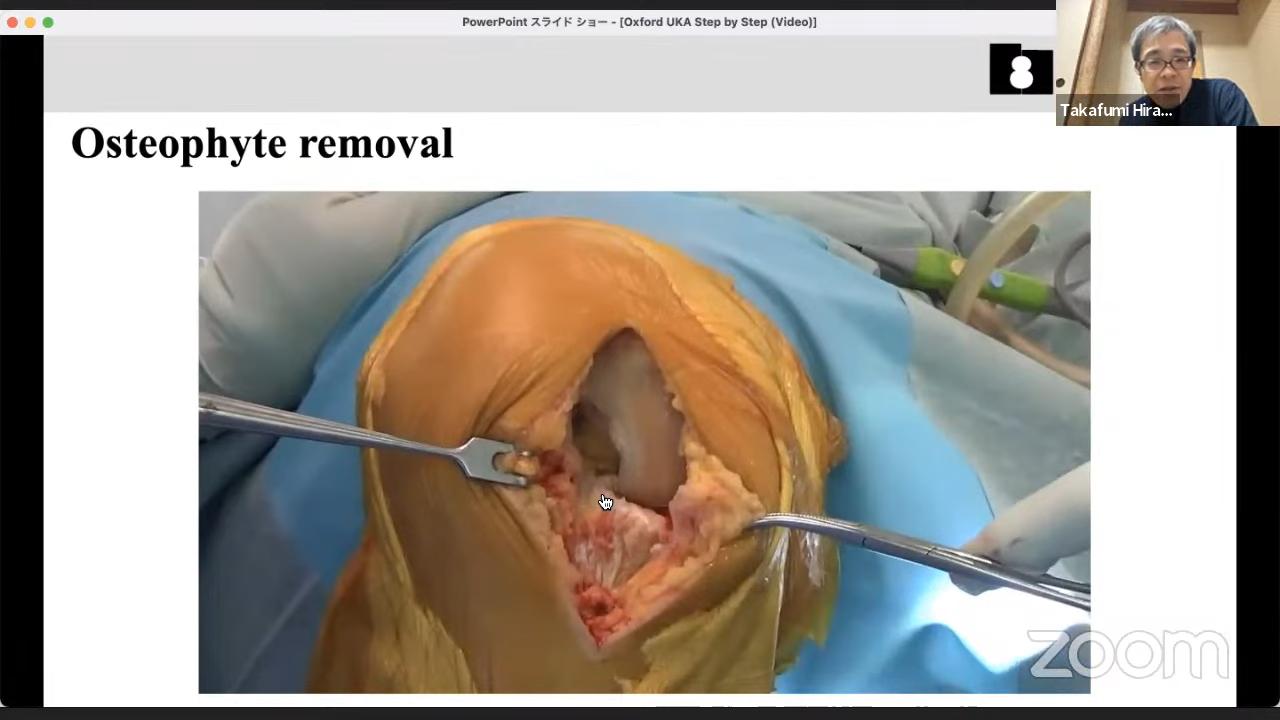 PowerPoint スライド ショー - [Oxford UKA Step by Step (Video)]
Takafumi Hira...
Osteophyte removal
zoom